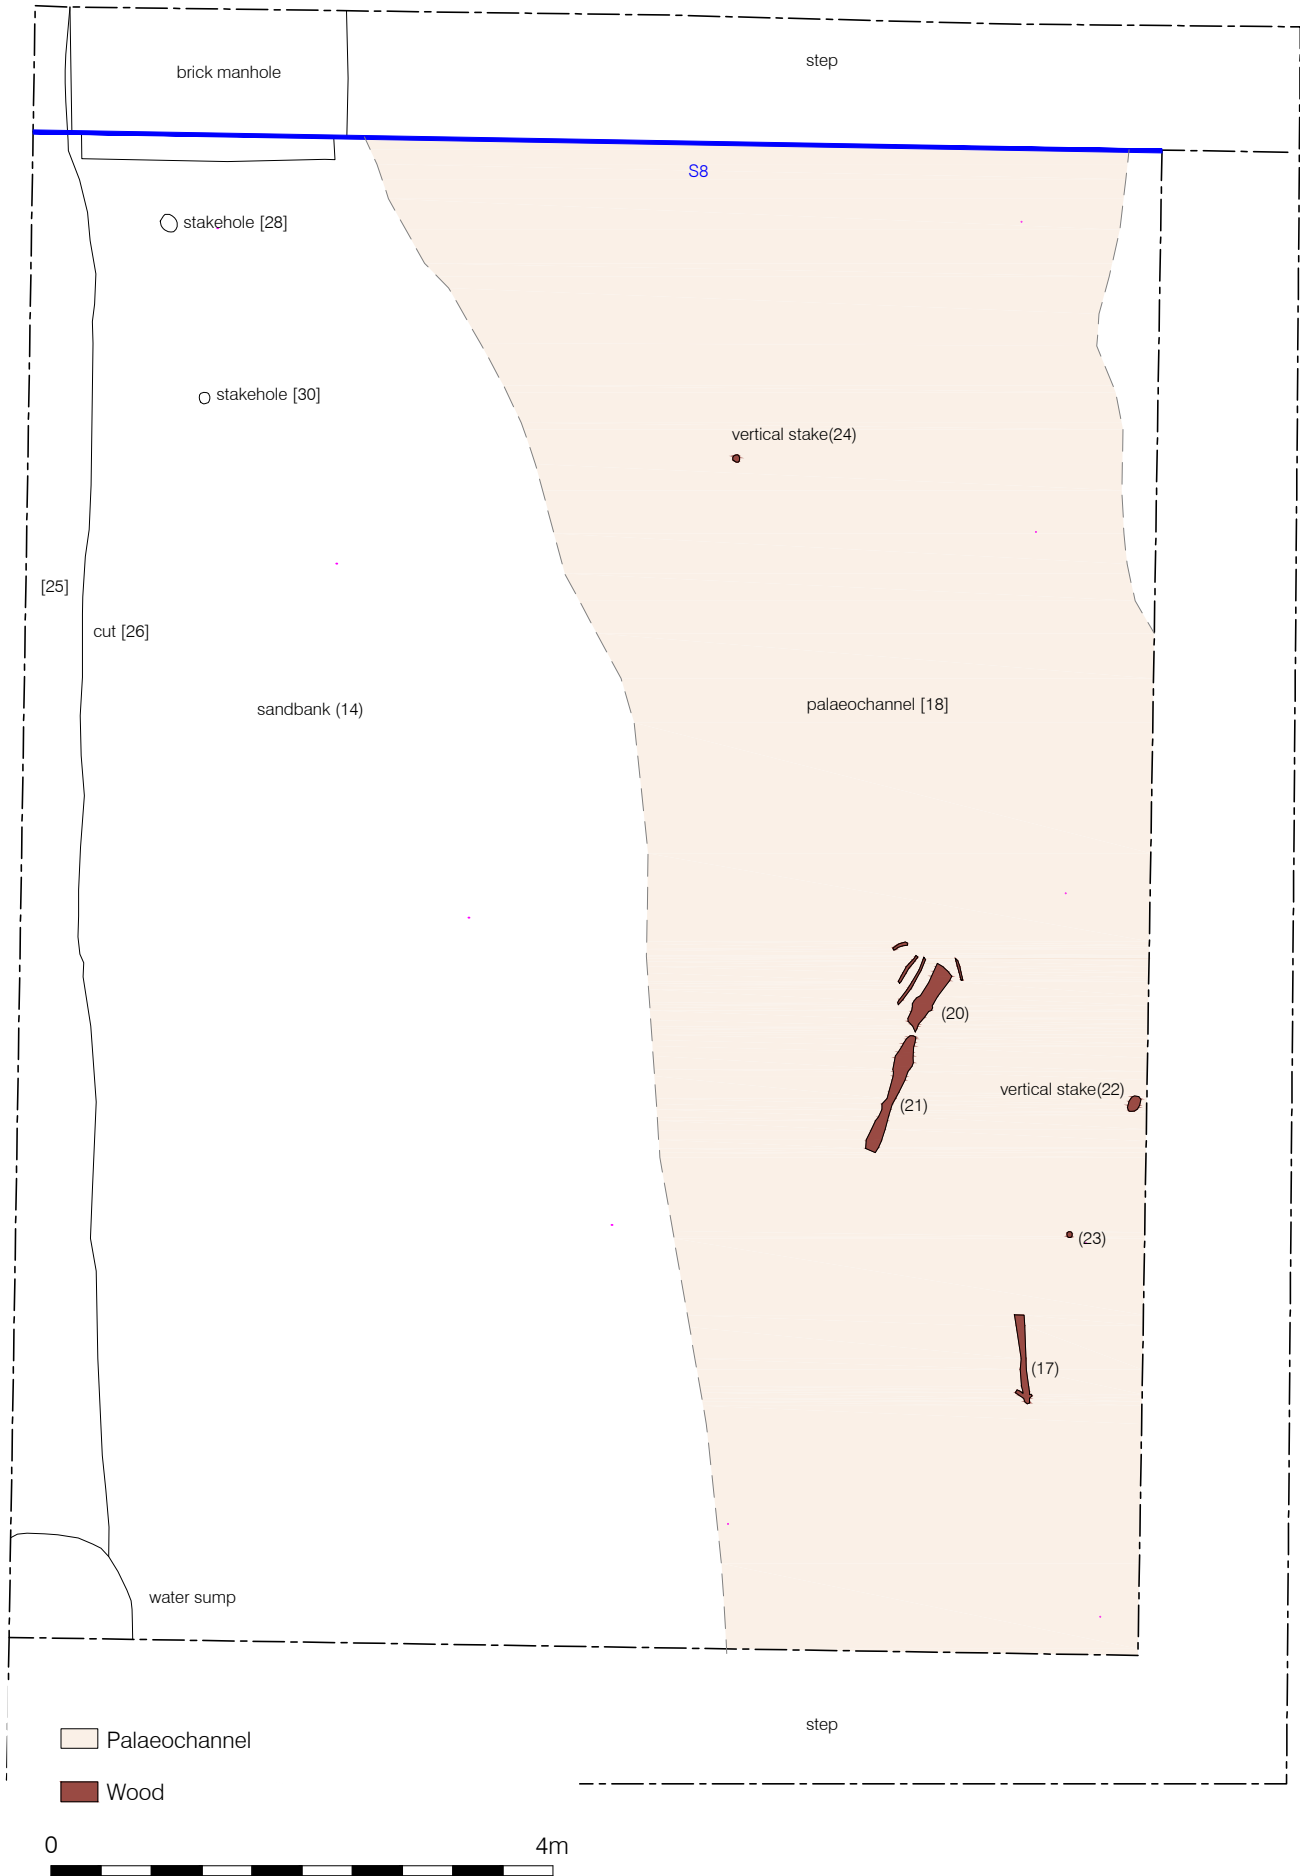 brick manhole
step
S8
stakehole [28]
stakehole [30]
vertical stake(24)
[25]
cut [26]
sandbank (14)
palaeochannel [18]
(20)
vertical stake(22)
(21)
(23)
(17)
water sump
step
Palaeochannel
Wood
0 4m